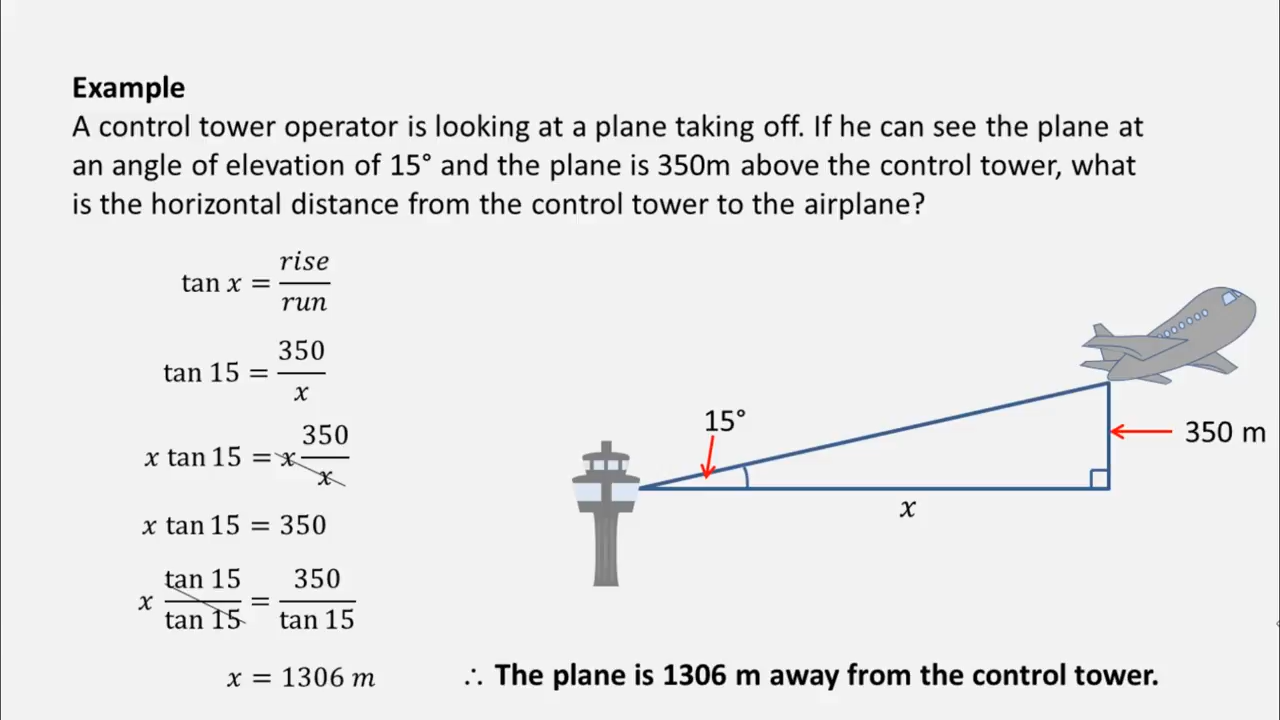 Example
A control tower operator is looking at a plane taking off. If he can see the plane at
an angle of elevation of 15° and the plane is 350m above the control tower, what
is the horizontal distance from the control tower to the airplane?
tan x = rise/run
tan 15 = 350/x
x tan 15 = x 350/x
x tan 15 = 350
x tan 15/tan 15 = 350/tan 15
x = 1306 m
15°
350 m
x
∴ The plane is 1306 m away from the control tower.